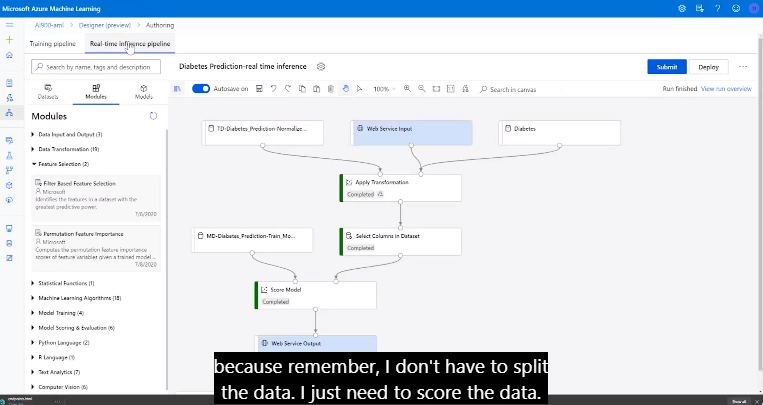 Microsoft Azure Machine Learning
AI900-aml > Designer (preview) > Authoring
Training pipeline
Real-time inference pipeline
Search by name, tags and description
Datasets
Modules
Models
Modules
Data Input and Output (3)
Data Transformation (19)
Feature Selection (2)
Filter Based Feature Selection
Microsoft
Identifies the features in a dataset with the
greatest predictive power.
7/6/2020
Permutation Feature Importance
Microsoft
Computes the permutation feature importance
scores of feature variables given a trained model ...
7/8/2020
Statistical Functions (1)
Machine Learning Algorithms (18)
Model Training (4)
Model Scoring & Evaluation (6)
Python Language (2)
R Language (1)
Text Analytics (7)
Computer Vision (6)
Diabetes Prediction-real time inference
Submit
Deploy
...
Autosave on
100%
Search in canvas
Run finished
View run overview
TD-Diabetes_Prediction-Normalize...
Web Service Input
Diabetes
Apply Transformation
Completed
MD-Diabetes_Prediction-Train_Mo...
Select Columns in Dataset
Completed
Score Model
Completed
Web Service Output
because remember, I don't have to split
the data. I just need to score the data.
Show all